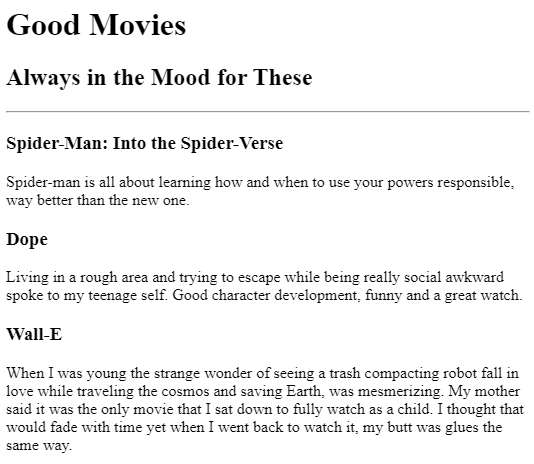 Good Movies
Always in the Mood for These
Spider-Man: Into the Spider-Verse
Spider-man is all about learning how and when to use your powers responsible,
way better than the new one.
Dope
Living in a rough area and trying to escape while being really social awkward
spoke to my teenage self. Good character development, funny and a great watch.
Wall-E
When I was young the strange wonder of seeing a trash compacting robot fall in
love while traveling the cosmos and saving Earth, was mesmerizing. My mother
said it was the only movie that I sat down to fully watch as a child. I thought that
would fade with time yet when I went back to watch it, my butt was glues the
same way.